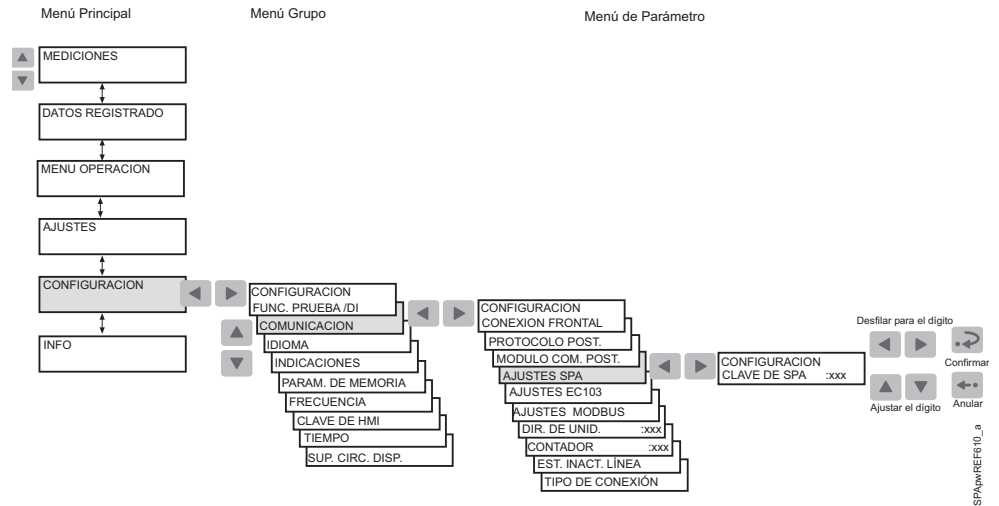 Menú Principal
Menú Grupo
Menú de Parámetro
MEDICIONES
DATOS REGISTRADO
MENU OPERACION
AJUSTES
CONFIGURACION
INFO
CONFIGURACION
FUNC. PRUEBA /DI
COMUNICACION
IDIOMA
INDICACIONES
PARAM. DE MEMORIA
FRECUENCIA
CLAVE DE HMI
TIEMPO
SUP. CIRC. DISP.
CONFIGURACION
CONEXION FRONTAL
PROTOCOLO POST.
MODULO COM. POST.
AJUSTES SPA
AJUSTES EC103
AJUSTES MODBUS
DIR. DE UNID. :xxx
CONTADOR :xxx
EST. INACT. LÍNEA
TIPO DE CONEXIÓN
CONFIGURACION
CLAVE DE SPA :xxx
Desfilar para el dígito
Confirmar
Ajustar el dígito
Anular
SPApwREF610_a